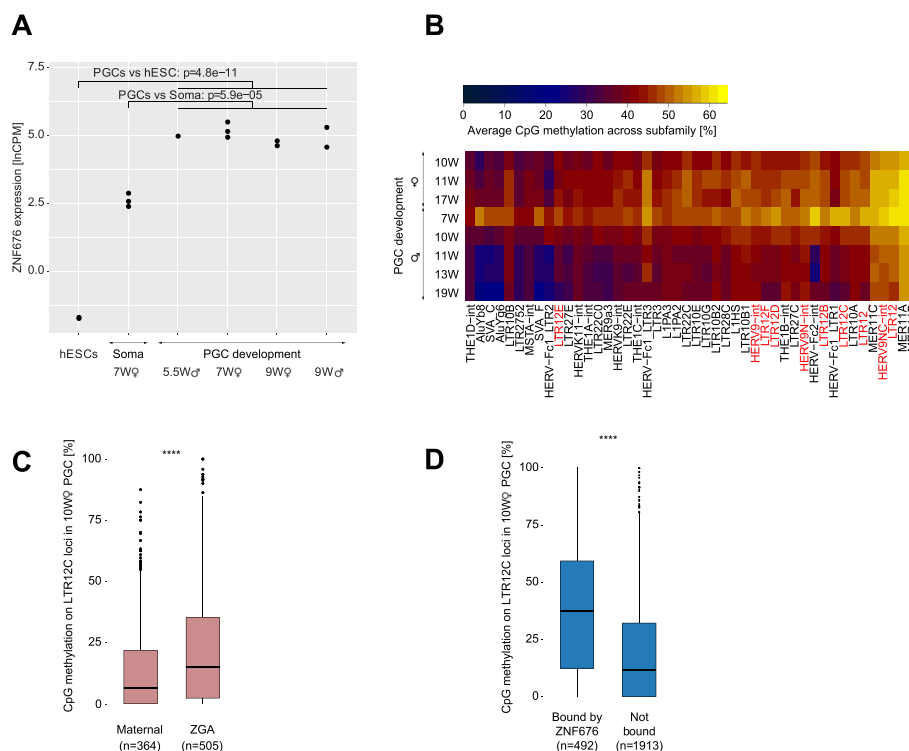 A
ZNF676 expression [lnCPM]
7.5
5.0
2.5
0.0
PGCs vs hESC: p=4.8e−11
PGCs vs Soma: p=5.9e−05
hESCs
Soma
PGC development
7W♀
5.5W♂
7W♀
9W♀
9W♂
B
0 10 20 30 40 50 60
Average CpG methylation across subfamily [%]
PGC development
♀
♂
10W
11W
17W
7W
10W
11W
13W
19W
THE1D−int
AluYb8
SVA_C
AluYg6
LTR10B
LTR2752
MSTA−int
SVA_F
HERV−Fc1_LTR2
LTR12E
LTR27E
HERVK11−int
THE1A−int
LTR22C0
MER9a3
HERVK9−int
LTR22E
THE1C−int
HERV−Fc1_LTR3
LTR3
L1PA3
L1PA2
LTR22C
LTR10E
LTR10G
LTR10B2
LTR28C
L1HS
LTR10B1
HERV9−int
LTR12F
LTR12D
THE1B−int
LTR27C
HERV9N−int
HERV−Fc2−int
LTR12B
HERV−Fc1_LTR1
LTR12C
LTR10A
LTR12
MER11C
HERV9NC−int
LTR12_
MER11A
C
CpG methylation on LTR12C loci in 10W♀ PGC [%]
100
75
50
25
0
****
Maternal
(n=364)
ZGA
(n=505)
D
CpG methylation on LTR12C loci in 10W♀ PGC [%]
100
50
25
0
****
Bound by
ZNF676
(n=492)
Not
bound
(n=1913)